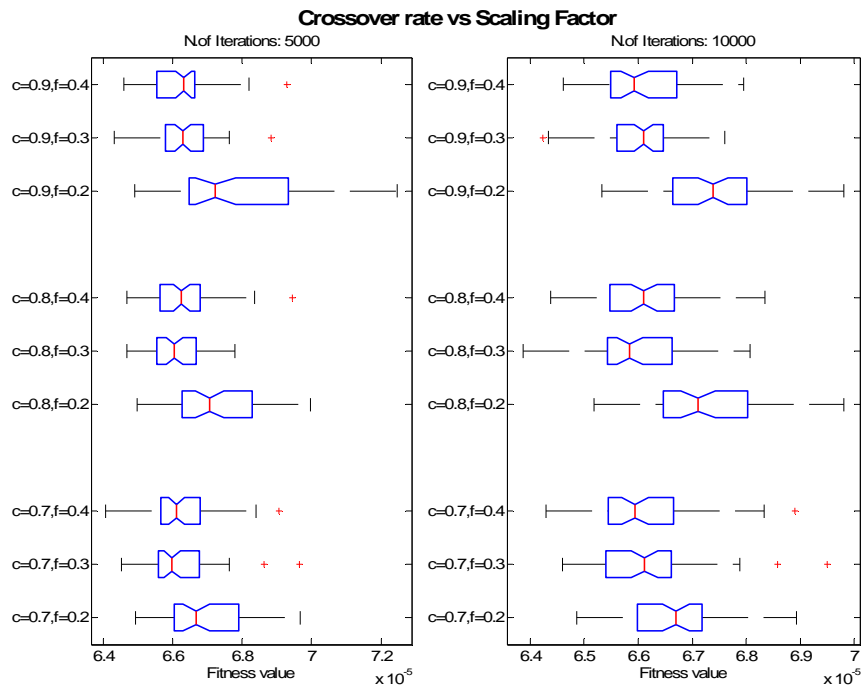 Crossover rate vs Scaling Factor
N.of Iterations: 5000
c=0.9,f=0.4
c=0.9,f=0.3
c=0.9,f=0.2
c=0.8,f=0.4
c=0.8,f=0.3
c=0.8,f=0.2
c=0.7,f=0.4
c=0.7,f=0.3
c=0.7,f=0.2
6.4 6.6 6.8 7 7.2
Fitness value
x 10^-5
N.of Iterations: 10000
c=0.9,f=0.4
c=0.9,f=0.3
c=0.9,f=0.2
c=0.8,f=0.4
c=0.8,f=0.3
c=0.8,f=0.2
c=0.7,f=0.4
c=0.7,f=0.3
c=0.7,f=0.2
6.4 6.5 6.6 6.7 6.8 6.9 7
Fitness value
x 10^-5